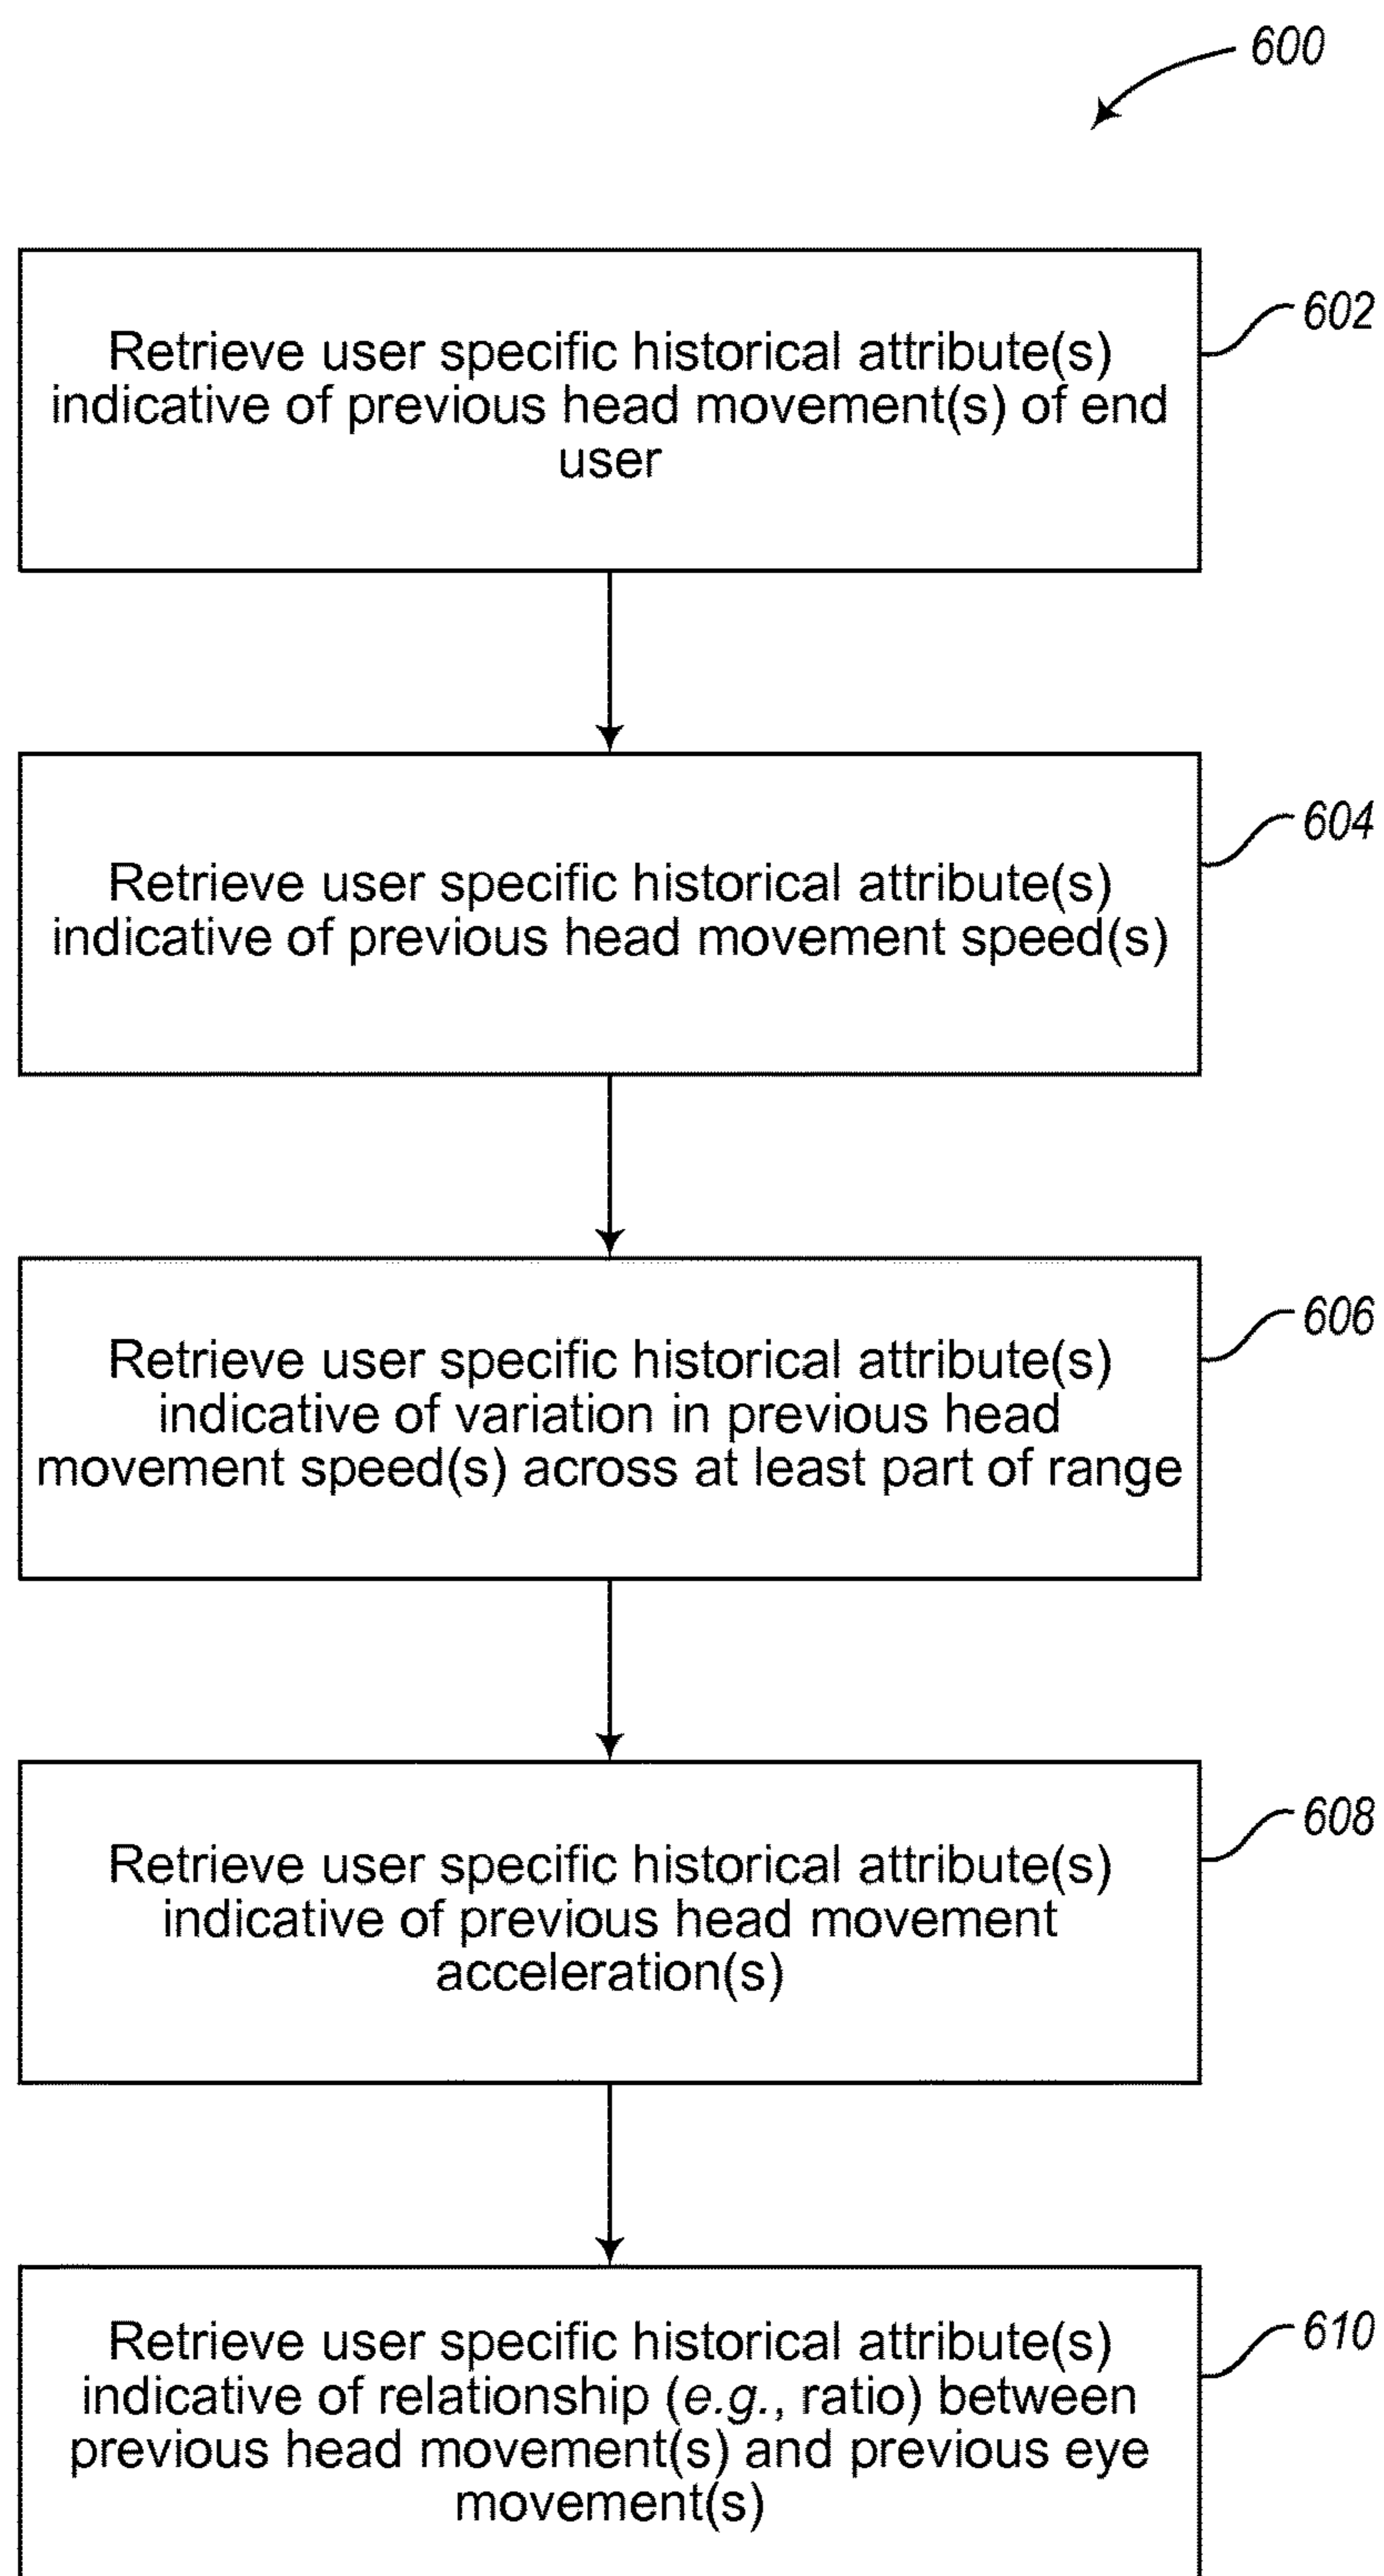 600
Retrieve user specific historical attribute(s)
indicative of previous head movement(s) of end
user
602
Retrieve user specific historical attribute(s)
indicative of previous head movement speed(s)
604
Retrieve user specific historical attribute(s)
indicative of variation in previous head
movement speed(s) across at least part of range
606
Retrieve user specific historical attribute(s)
indicative of previous head movement
acceleration(s)
608
Retrieve user specific historical attribute(s)
indicative of relationship (e.g., ratio) between
previous head movement(s) and previous eye
movement(s)
610